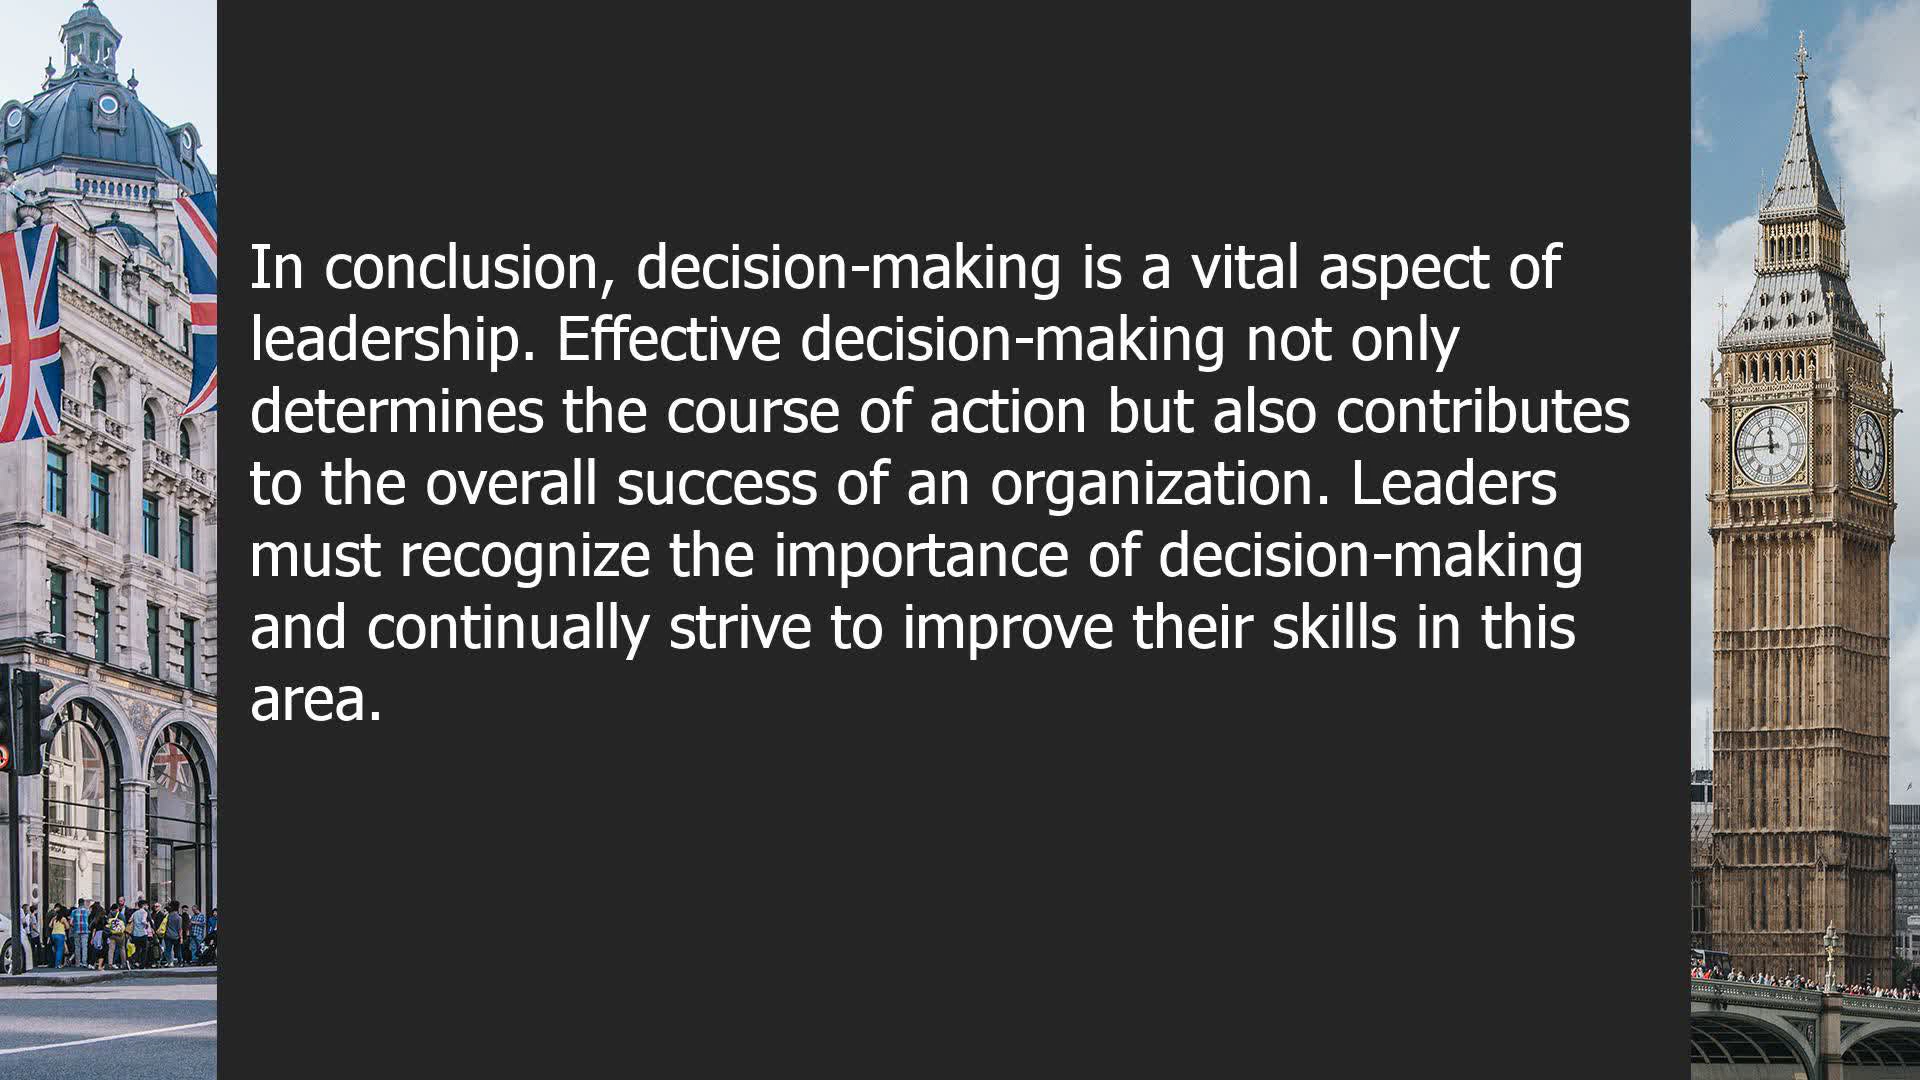 In conclusion, decision-making is a vital aspect of
leadership. Effective decision-making not only
determines the course of action but also contributes
to the overall success of an organization. Leaders
must recognize the importance of decision-making
and continually strive to improve their skills in this
area.